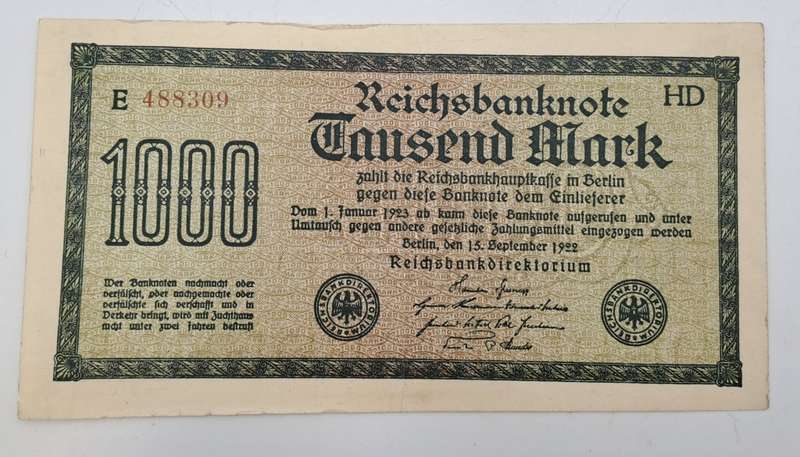 E 488309
HD
1000
Reichsbanknote
Tausend Mark
zahlt die Reichsbankhauptkasse in Berlin
gegen diese Banknote dem Einlieferer
Vom 1. Januar 1923 ab kann diese Banknote aufgerufen und unter
Umtausch gegen andere gesetzliche Zahlungsmittel eingezogen werden
Berlin, den 15. September 1922
Reichsbankdirektorium
Wer Banknoten nachmacht oder
verfälscht, oder nachgemachte oder
verfälschte sich verschafft und in
Verkehr bringt, wird mit Zuchthaus
nicht unter zwei Jahren bestraft
REICHSBANKDIREKTORIUM
REICHSBANKDIREKTORIUM